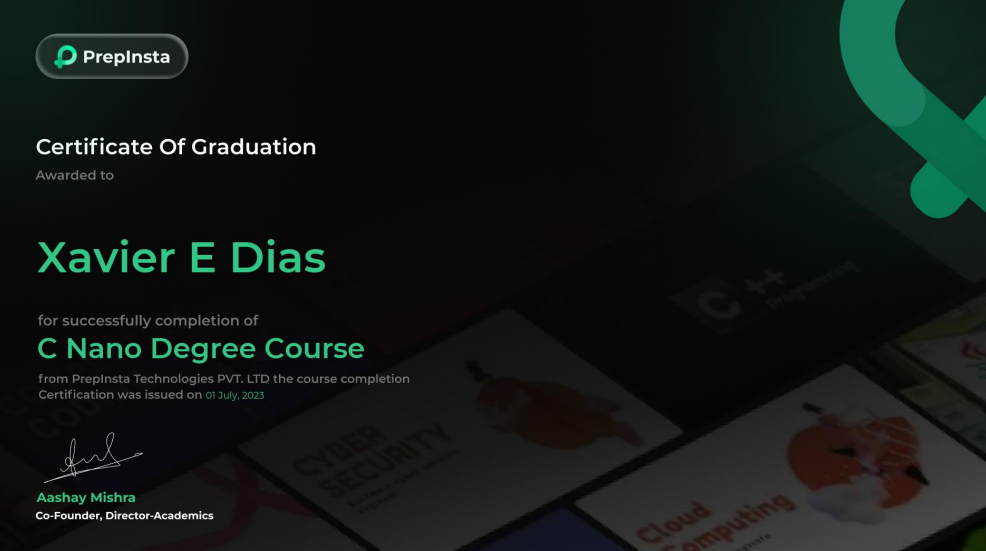 PrepInsta
Certificate Of Graduation
Awarded to
Xavier E Dias
for successfully completion of
C Nano Degree Course
from PrepInsta Technologies PVT. LTD the course completion
Certification was issued on 01 July, 2023
Aashay Mishra
Co-Founder, Director-Academics
C ++
Programming
CYBER
SECURITY
Cloud
Computing